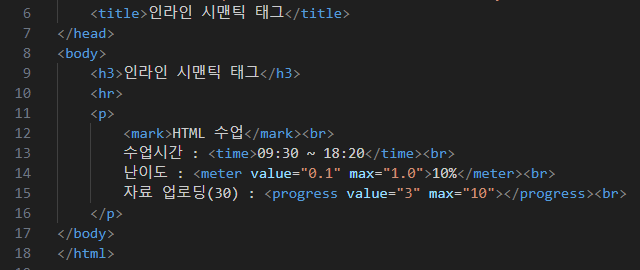 6 <title>인라인 시맨틱 태그</title>
7 </head>
8 <body>
9 <h3>인라인 시맨틱 태그</h3>
10 <hr>
11 <p>
12 <mark>HTML 수업</mark><br>
13 수업시간 : <time>09:30 ~ 18:20</time><br>
14 난이도 : <meter value="0.1" max="1.0">10%</meter><br>
15 자료 업로딩(30) : <progress value="3" max="10"></progress><br>
16 </p>
17 </body>
18 </html>